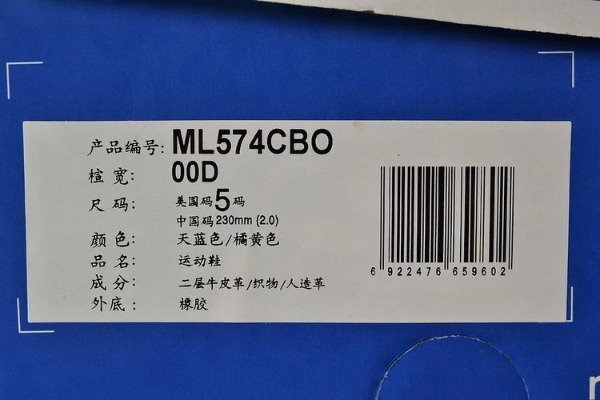 产品编号: ML574CBO
楦 宽: 00D
尺 码: 美国码5码
中国码230mm (2.0)
颜 色: 天蓝色/橘黄色
品 名: 运动鞋
成 分: 二层牛皮革/织物/人造革
外底: 橡胶
6 922476 659602